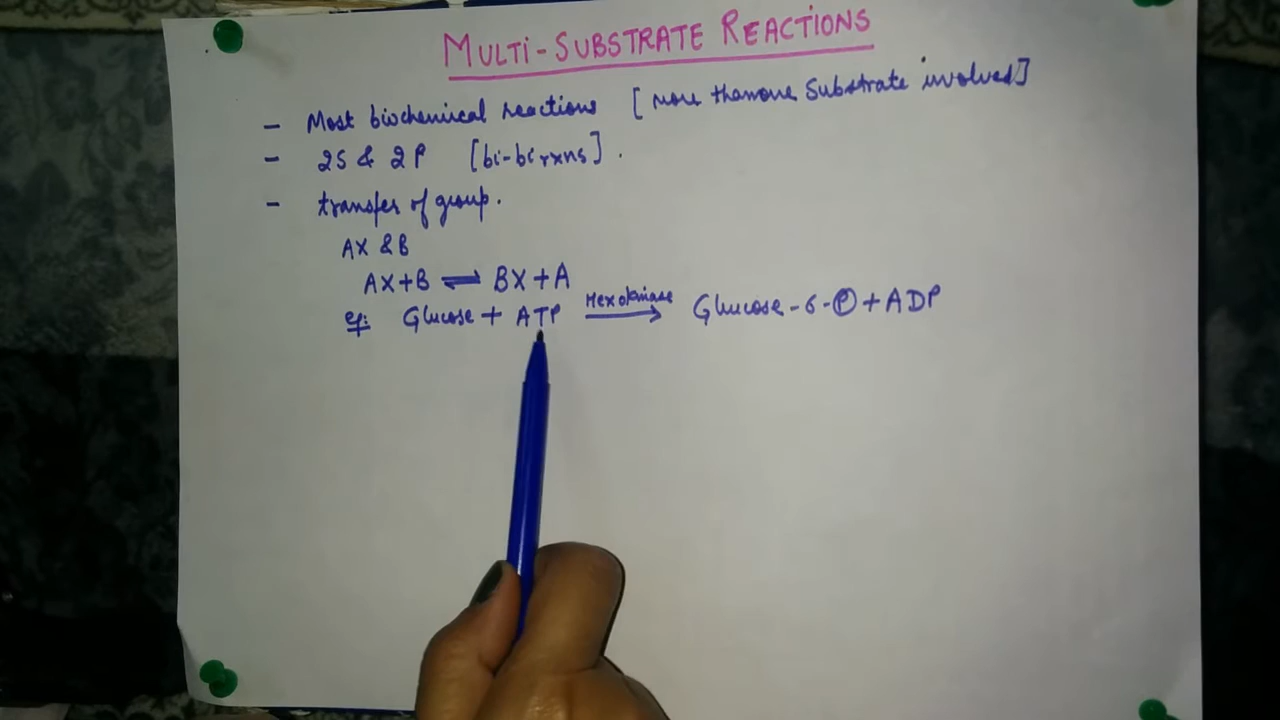 MULTI-SUBSTRATE REACTIONS
- Most biochemical reactions [more than one Substrate involved]
- 2S & 2P [bi-bi rxns].
- transfer of group.
AX & B
AX+B ⇌ BX+A
eg: Glucose + ATP Hexokinase → Glucose-6-Ⓟ + ADP